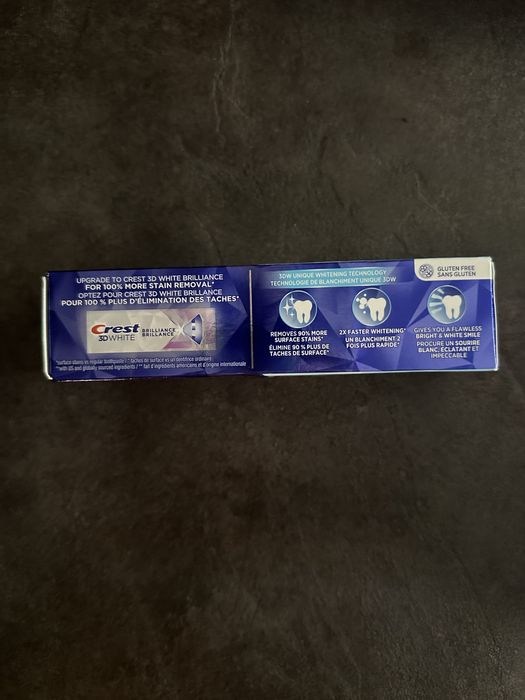 UPGRADE TO CREST 3D WHITE BRILLIANCE
FOR 100% MORE STAIN REMOVAL*
OPTEZ POUR CREST 3D WHITE BRILLANCE
POUR 100 % PLUS D'ÉLIMINATION DES TACHES*
Crest
3DWHITE
BRILLIANCE
BRILLANCE
*surface stains vs regular toothpaste / * taches de surface vs un dentifrice ordinaire
**with US and globally sourced ingredients / ** fait d'ingrédients américains et d'origine internationale
3DW UNIQUE WHITENING TECHNOLOGY
TECHNOLOGIE DE BLANCHIMENT UNIQUE 3DW
GLUTEN FREE
SANS GLUTEN
REMOVES 90% MORE
SURFACE STAINS*
ÉLIMINE 90 % PLUS DE
TACHES DE SURFACE*
2X FASTER WHITENING*
UN BLANCHIMENT 2
FOIS PLUS RAPIDE*
GIVES YOU A FLAWLESS
BRIGHT & WHITE SMILE
PROCURE UN SOURIRE
BLANC, ÉCLATANT ET
IMPECCABLE